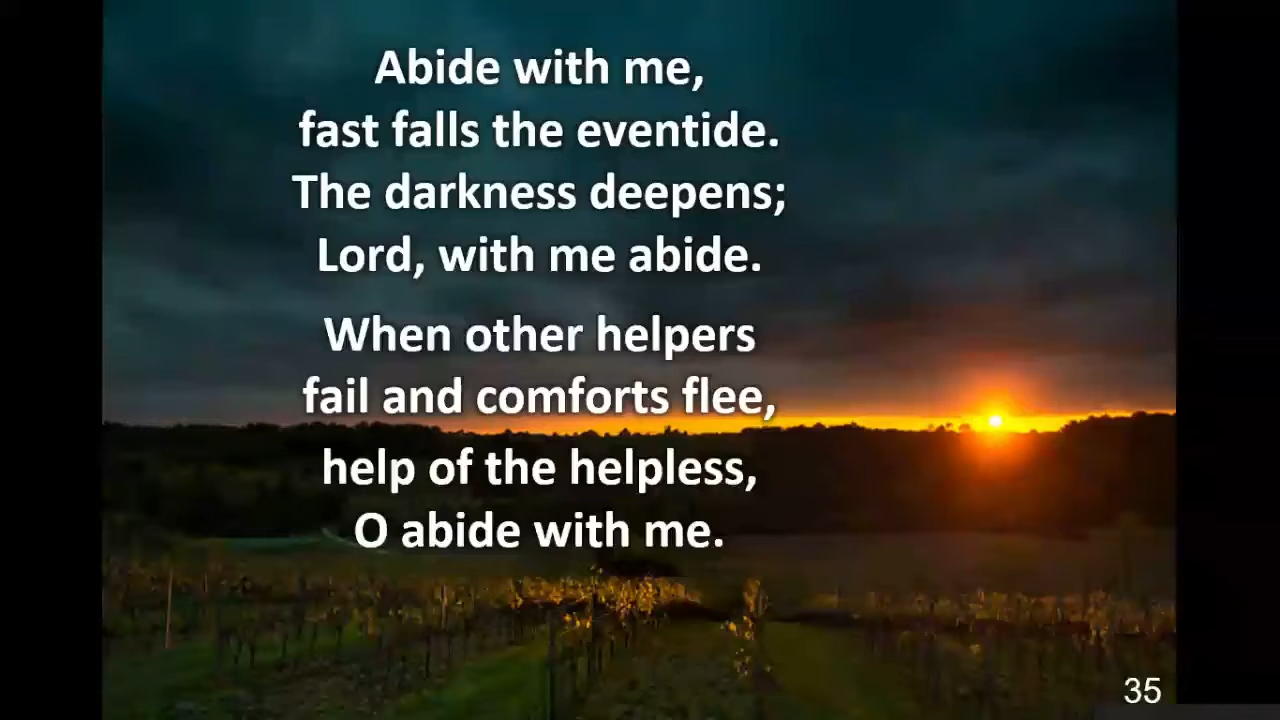 Abide with me,
fast falls the eventide.
The darkness deepens;
Lord, with me abide.
When other helpers
fail and comforts flee,
help of the helpless,
O abide with me.
35